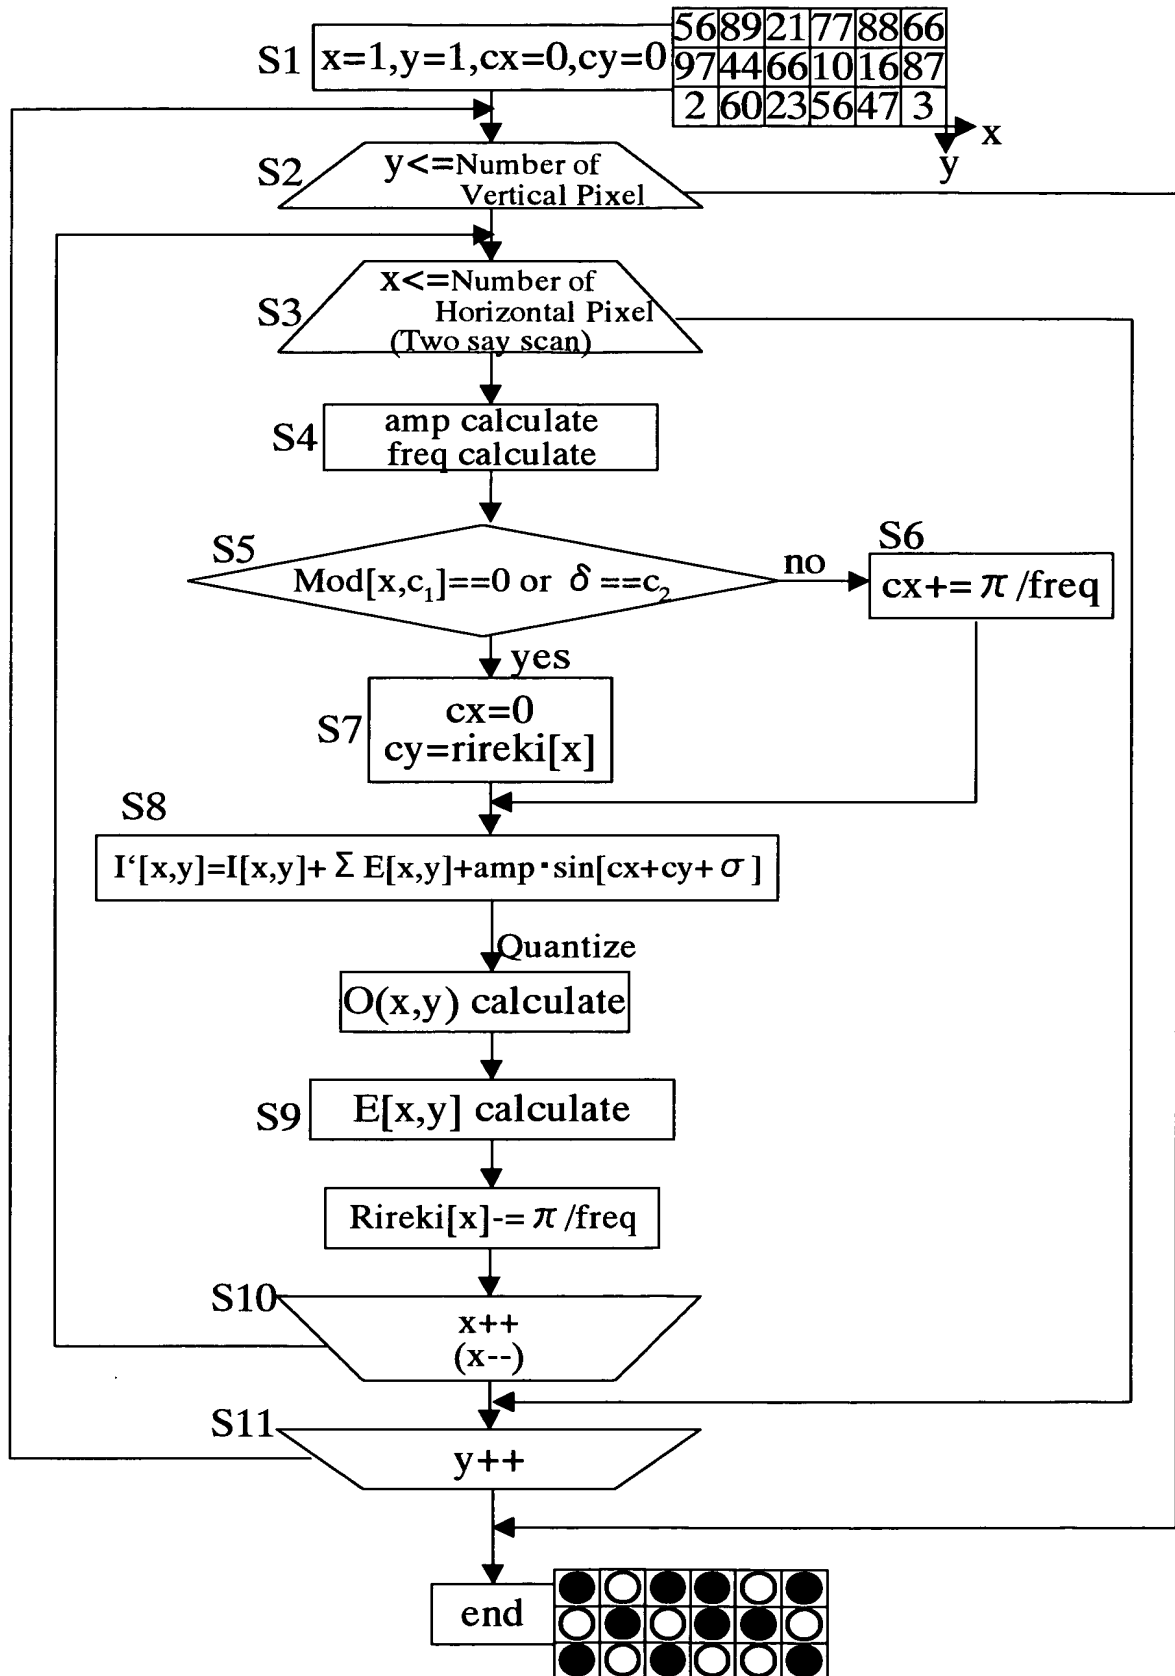 S1
x=1,y=1,cx=0,cy=0
56 89 21 77 88 66
97 44 66 10 16 87
2 60 23 56 47 3
x
y
S2
y<=Number of
Vertical Pixel
S3
x<=Number of
Horizontal Pixel
(Two say scan)
S4
amp calculate
freq calculate
S5
Mod[x,c₁]==0 or δ==c₂
no
S6
cx+=π/freq
yes
S7
cx=0
cy=rireki[x]
S8
I‘[x,y]=I[x,y]+ΣE[x,y]+amp·sin[cx+cy+σ]
Quantize
O(x,y) calculate
S9
E[x,y] calculate
Rireki[x]-=π/freq
S10
x++
(x--)
S11
y++
end